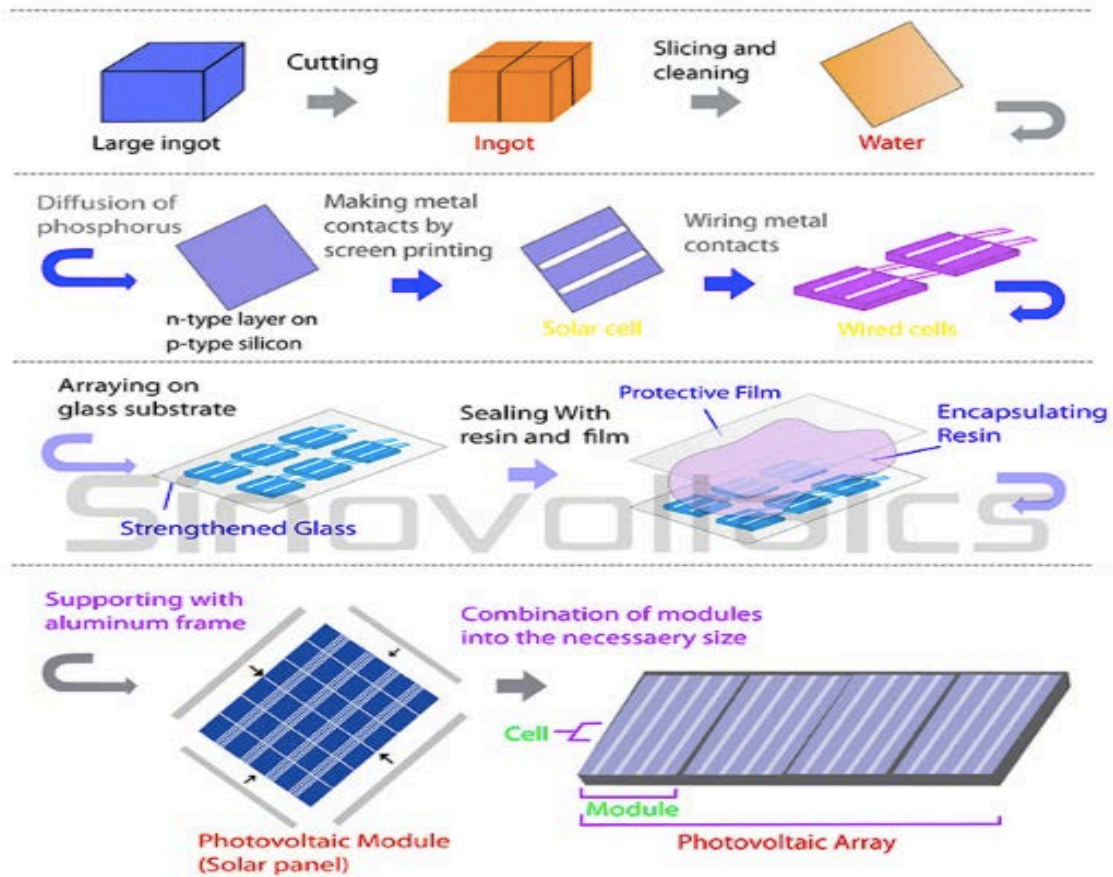 Large ingot
Cutting
Ingot
Slicing and
cleaning
Water
Diffusion of
phosphorus
n-type layer on
p-type silicon
Making metal
contacts by
screen printing
Solar cell
Wiring metal
contacts
Wired cells
Arraying on
glass substrate
Strengthened Glass
Sealing With
resin and film
Protective Film
Encapsulating
Resin
Sinovoltaics
Supporting with
aluminum frame
Photovoltaic Module
(Solar panel)
Combination of modules
into the necessaery size
Cell
Module
Photovoltaic Array